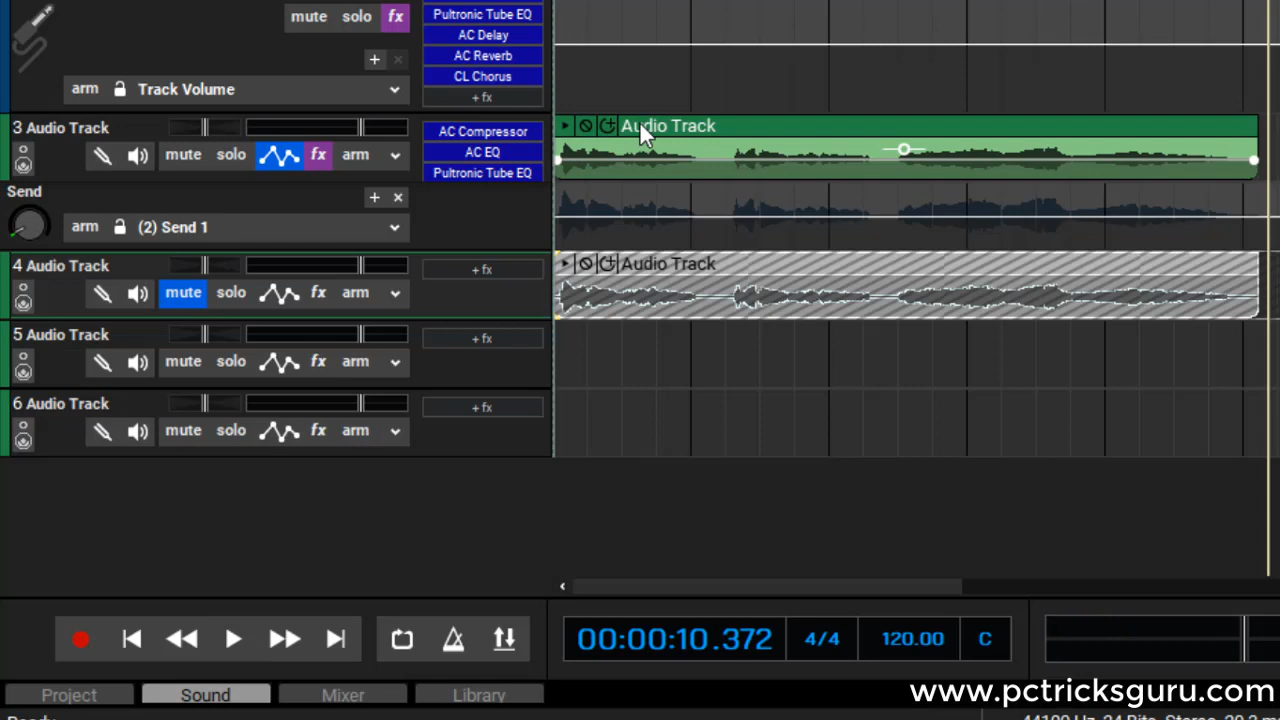 mute solo fx
Pultronic Tube EQ
AC Delay
AC Reverb
CL Chorus
+ fx
+ ×
arm Track Volume
3 Audio Track
mute solo fx arm
AC Compressor
AC EQ
Pultronic Tube EQ
Audio Track
Send
+ ×
arm (2) Send 1
4 Audio Track
mute solo fx arm
+ fx
Audio Track
5 Audio Track
mute solo fx arm
+ fx
6 Audio Track
mute solo fx arm
+ fx
00:00:10.372 4/4 120.00 C
Project Sound Mixer Library
www.pctricksguru.com